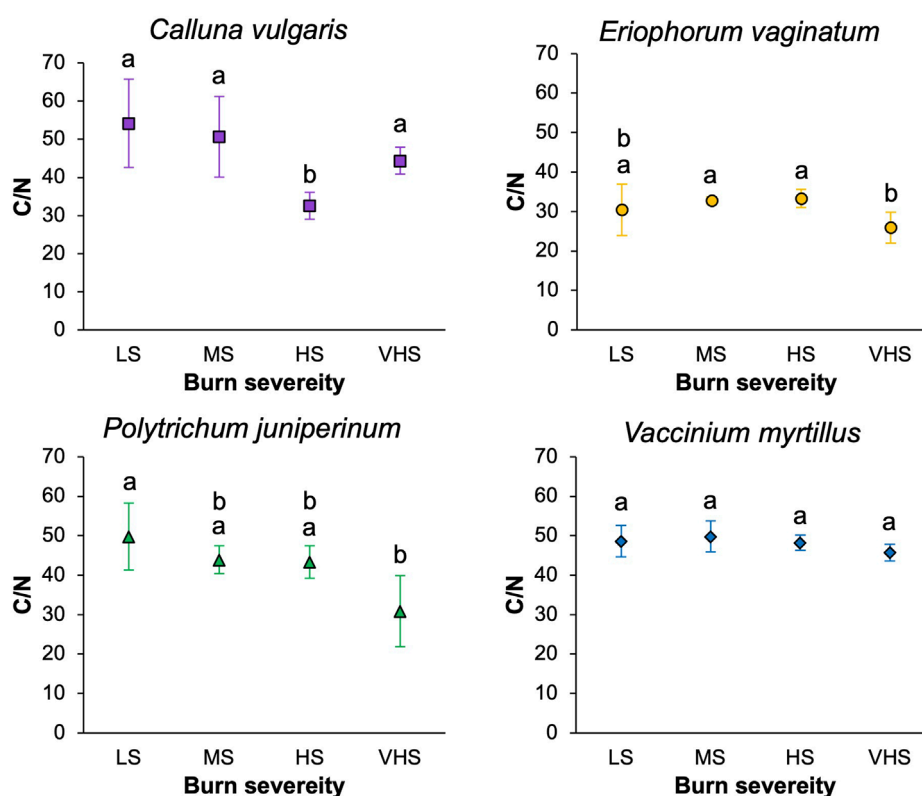 Calluna vulgaris
70
60
50
40
30
20
10
0
C/N
a
a
b
a
LS MS HS VHS
Burn severeity
Eriophorum vaginatum
70
60
50
40
30
20
10
0
C/N
b
a
a
a
b
LS MS HS VHS
Burn severeity
Polytrichum juniperinum
70
60
50
40
30
20
10
0
C/N
a
b
a
b
a
b
LS MS HS VHS
Burn severeity
Vaccinium myrtillus
70
60
50
40
30
20
10
0
C/N
a
a
a
a
LS MS HS VHS
Burn severeity